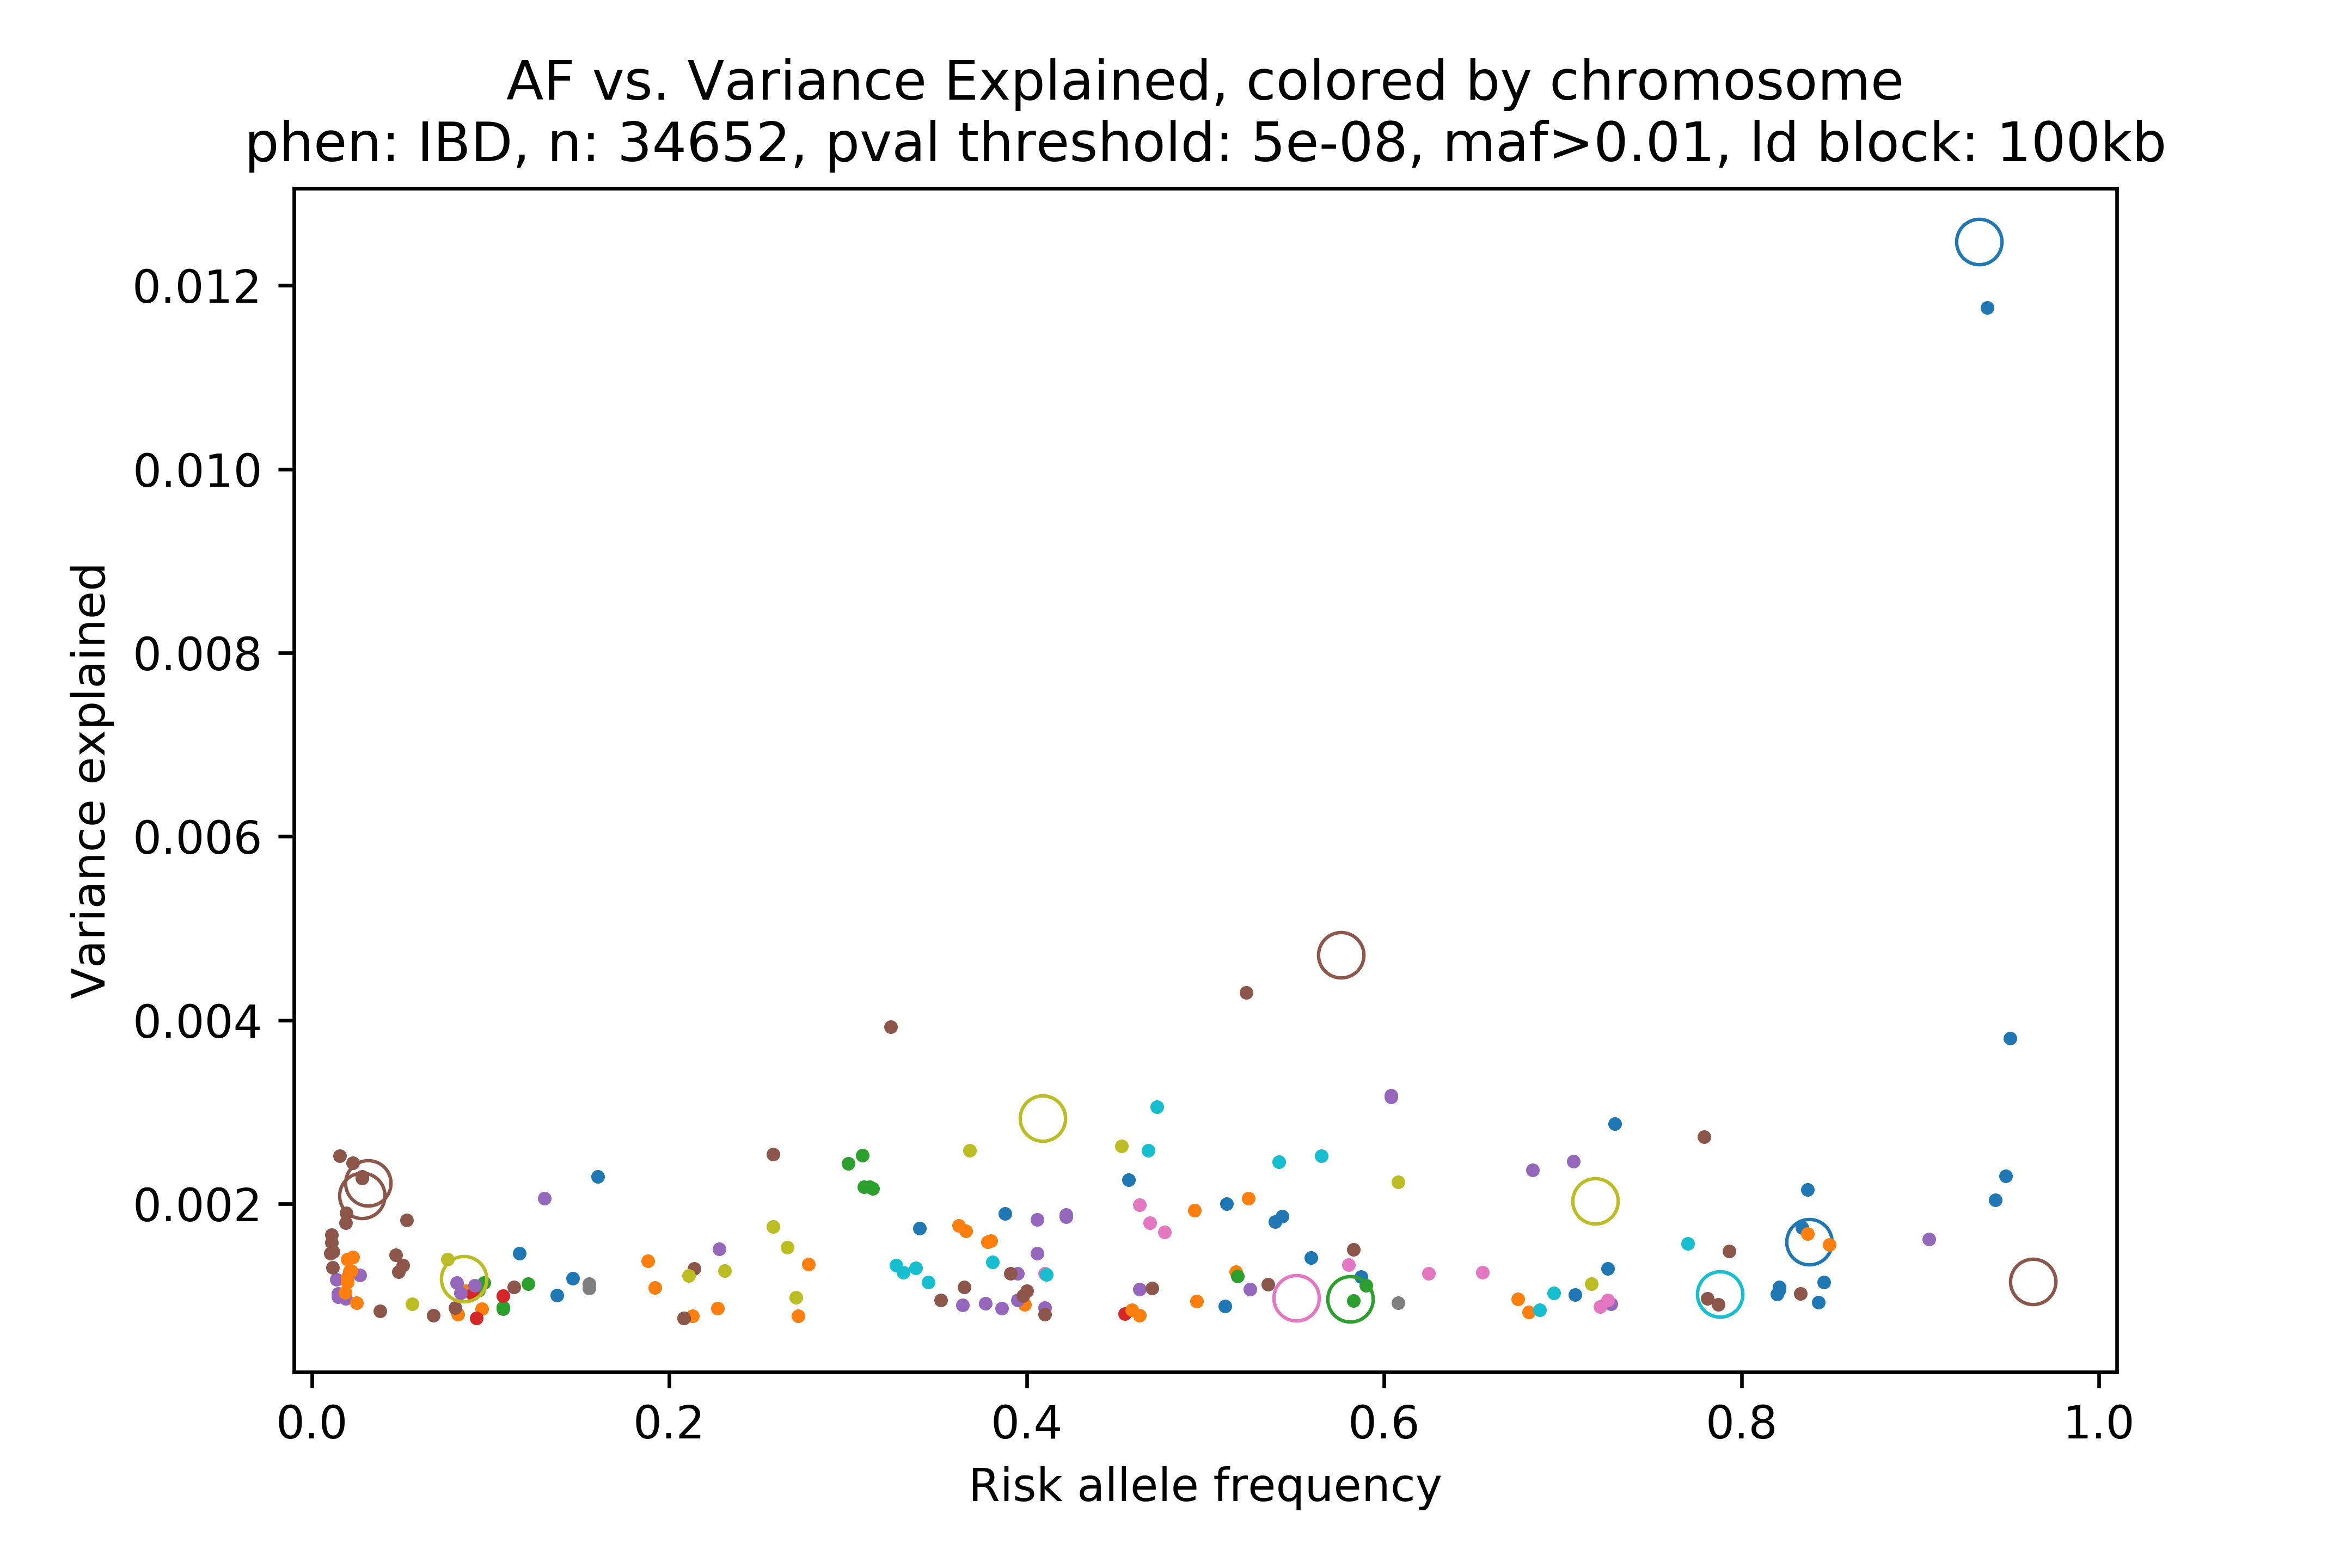 AF vs. Variance Explained, colored by chromosome
phen: IBD, n: 34652, pval threshold: 5e-08, maf>0.01, ld block: 100kb
0.012
0.010
0.008
0.006
0.004
0.002
Variance explained
0.0 0.2 0.4 0.6 0.8 1.0
Risk allele frequency